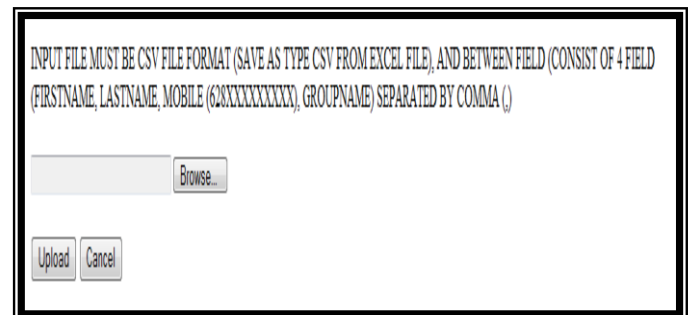 INPUT FILE MUST BE CSV FILE FORMAT (SAVE AS TYPE CSV FROM EXCEL FILE), AND BETWEEN FIELD (CONSIST OF 4 FIELD
(FIRSTNAME, LASTNAME, MOBILE (628XXXXXXXXX), GROUPNAME) SEPARATED BY COMMA (,)
Browse...
Upload Cancel